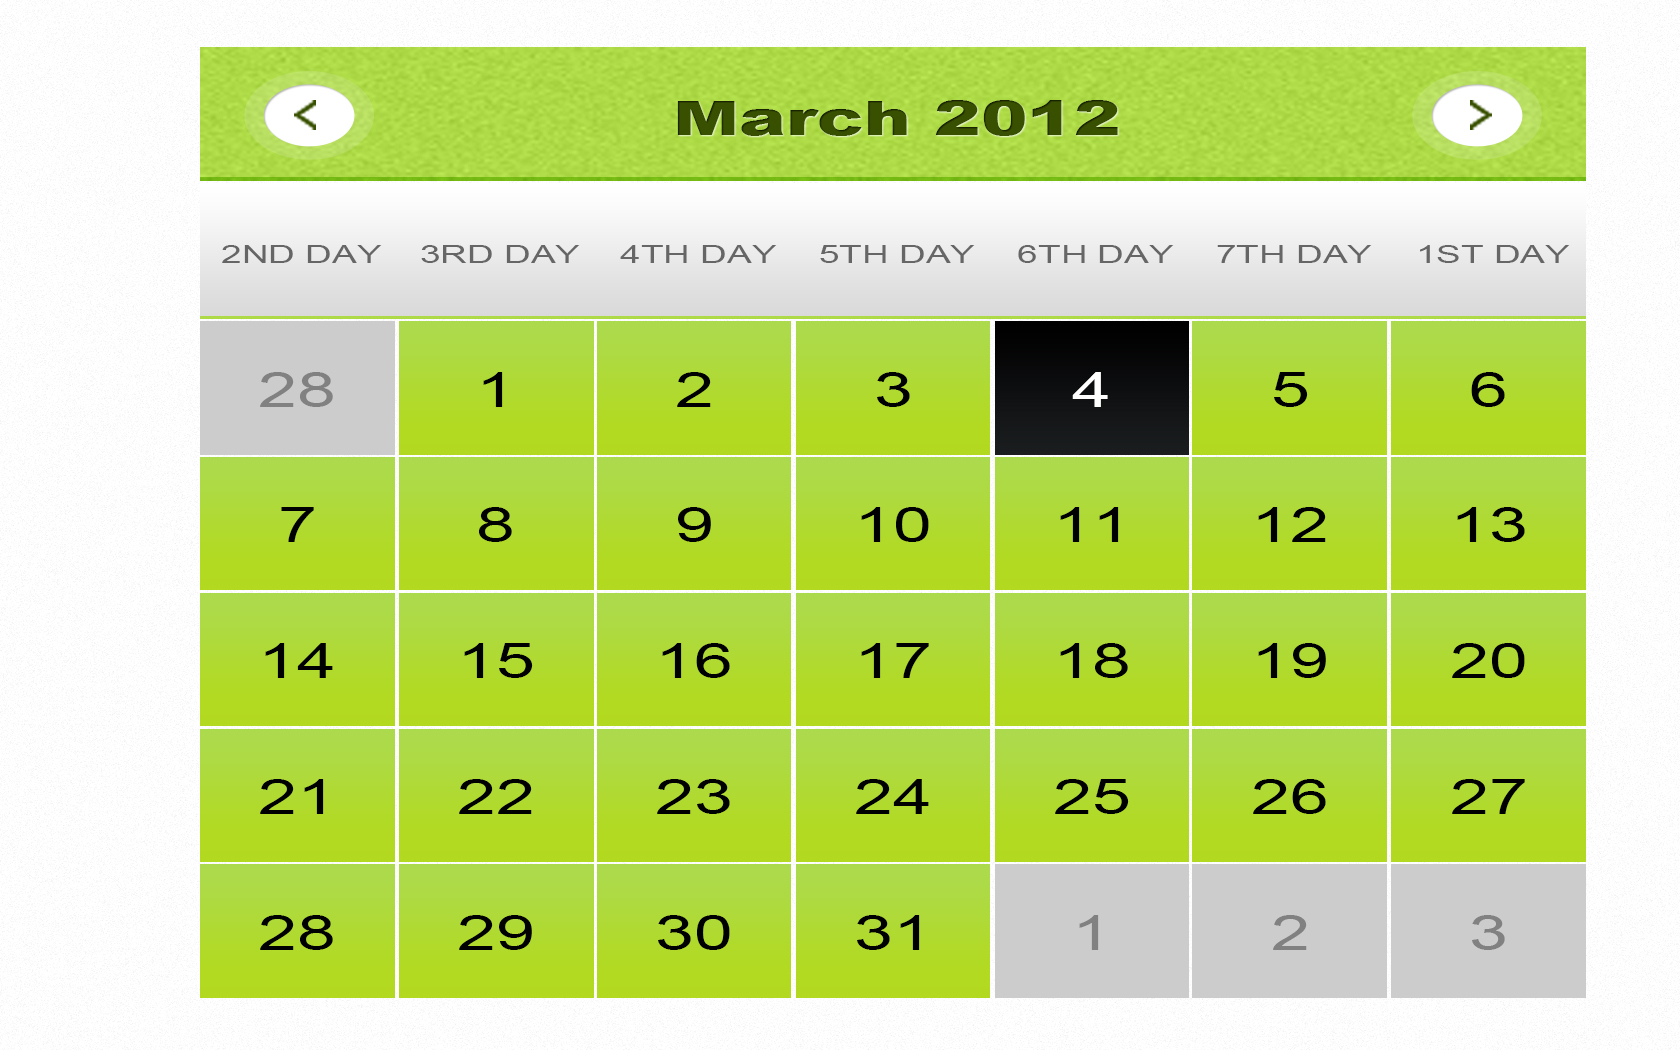 < March 2012 >
2ND DAY 3RD DAY 4TH DAY 5TH DAY 6TH DAY 7TH DAY 1ST DAY
28 1 2 3 4 5 6
7 8 9 10 11 12 13
14 15 16 17 18 19 20
21 22 23 24 25 26 27
28 29 30 31 1 2 3